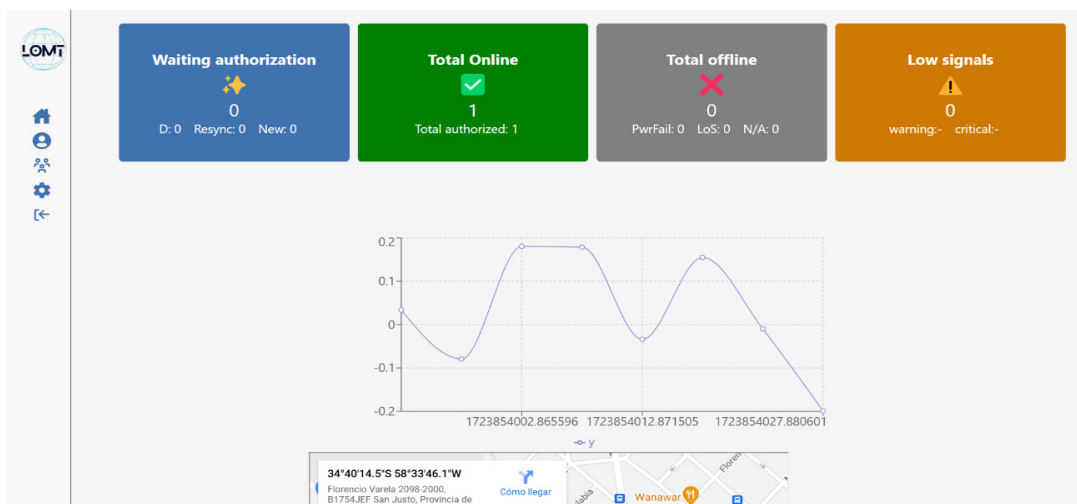 LOMT
Waiting authorization
0
D: 0 Resync: 0 New: 0
Total Online
1
Total authorized: 1
Total offline
0
PwrFail: 0 LoS: 0 N/A: 0
Low signals
0
warning:- critical:-
0.2
0.1
0
-0.1
-0.2
1723854002.865596 1723854012.871505 1723854027.880601
y
34°40'14.5"S 58°33'46.1"W
Florencio Varela 2098-2000,
B1754JEF San Justo, Provincia de
Cómo llegar
Wanawar
Floren